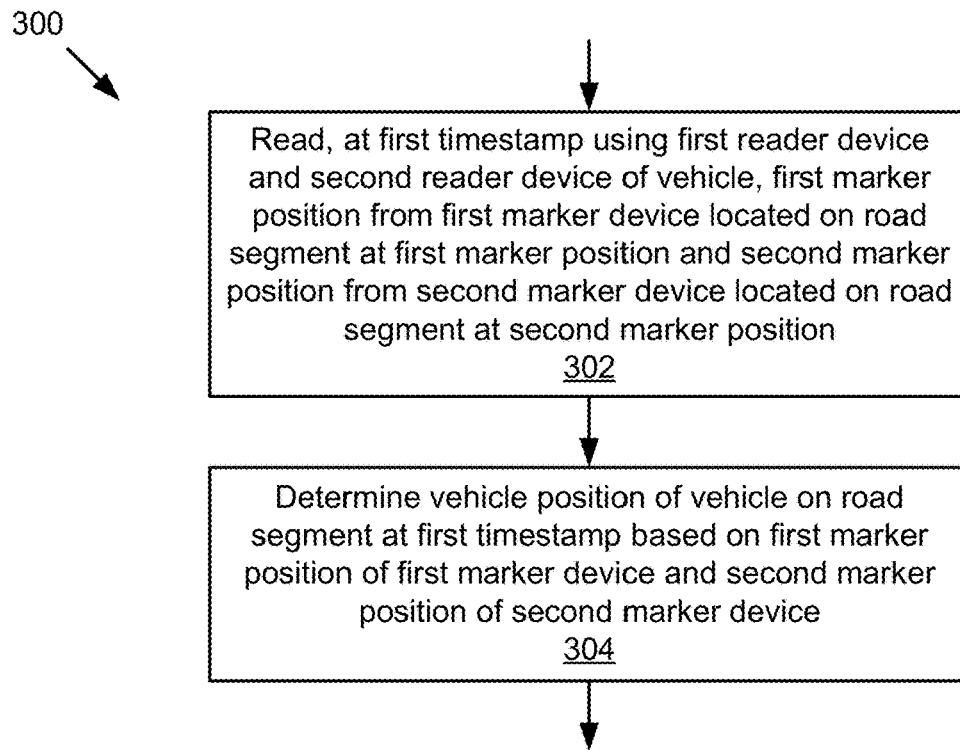 300
Read, at first timestamp using first reader device
and second reader device of vehicle, first marker
position from first marker device located on road
segment at first marker position and second marker
position from second marker device located on road
segment at second marker position
302
Determine vehicle position of vehicle on road
segment at first timestamp based on first marker
position of first marker device and second marker
position of second marker device
304